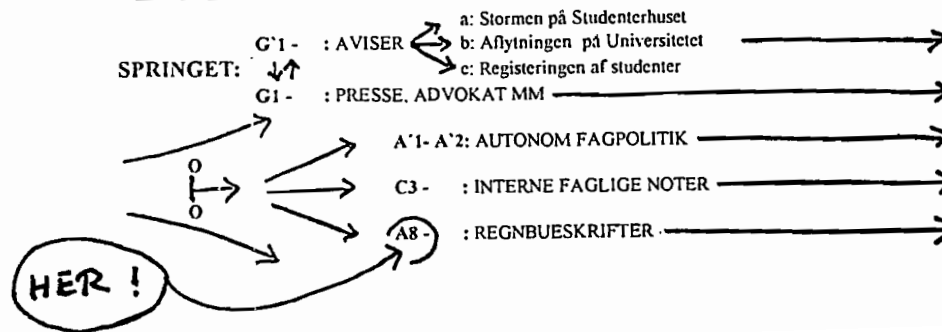 a: Stormen på Studenterhuset
G`1 - : AVISER b: Aflytningen på Universitetet
SPRINGET: c: Registeringen af studenter
G1 - : PRESSE, ADVOKAT MM
A`1- A`2: AUTONOM FAGPOLITIK
O
C3 - : INTERNE FAGLIGE NOTER
O
A8 - : REGNBUESKRIFTER
HER !